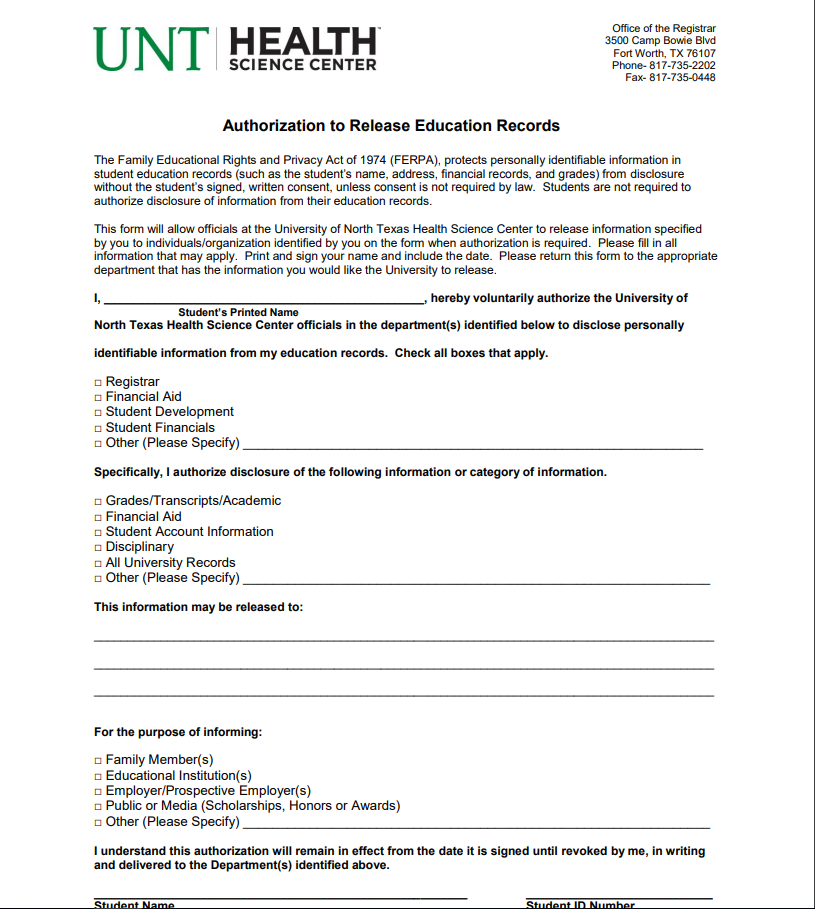 UNT HEALTH™
SCIENCE CENTER
Office of the Registrar
3500 Camp Bowie Blvd
Fort Worth, TX 76107
Phone- 817-735-2202
Fax- 817-735-0448
Authorization to Release Education Records
The Family Educational Rights and Privacy Act of 1974 (FERPA), protects personally identifiable information in
student education records (such as the student's name, address, financial records, and grades) from disclosure
without the student's signed, written consent, unless consent is not required by law.  Students are not required to
authorize disclosure of information from their education records.
This form will allow officials at the University of North Texas Health Science Center to release information specified
by you to individuals/organization identified by you on the form when authorization is required.  Please fill in all
information that may apply.  Print and sign your name and include the date.  Please return this form to the appropriate
department that has the information you would like the University to release.
I, ________________________________________________, hereby voluntarily authorize the University of
Student's Printed Name
North Texas Health Science Center officials in the department(s) identified below to disclose personally
identifiable information from my education records.  Check all boxes that apply.
□ Registrar
□ Financial Aid
□ Student Development
□ Student Financials
□ Other (Please Specify) ________________________________________________________________
Specifically, I authorize disclosure of the following information or category of information.
□ Grades/Transcripts/Academic
□ Financial Aid
□ Student Account Information
□ Disciplinary
□ All University Records
□ Other (Please Specify) _________________________________________________________________
This information may be released to:
For the purpose of informing:
□ Family Member(s)
□ Educational Institution(s)
□ Employer/Prospective Employer(s)
□ Public or Media (Scholarships, Honors or Awards)
□ Other (Please Specify) _________________________________________________________________
I understand this authorization will remain in effect from the date it is signed until revoked by me, in writing
and delivered to the Department(s) identified above.
Student Name Student ID Number